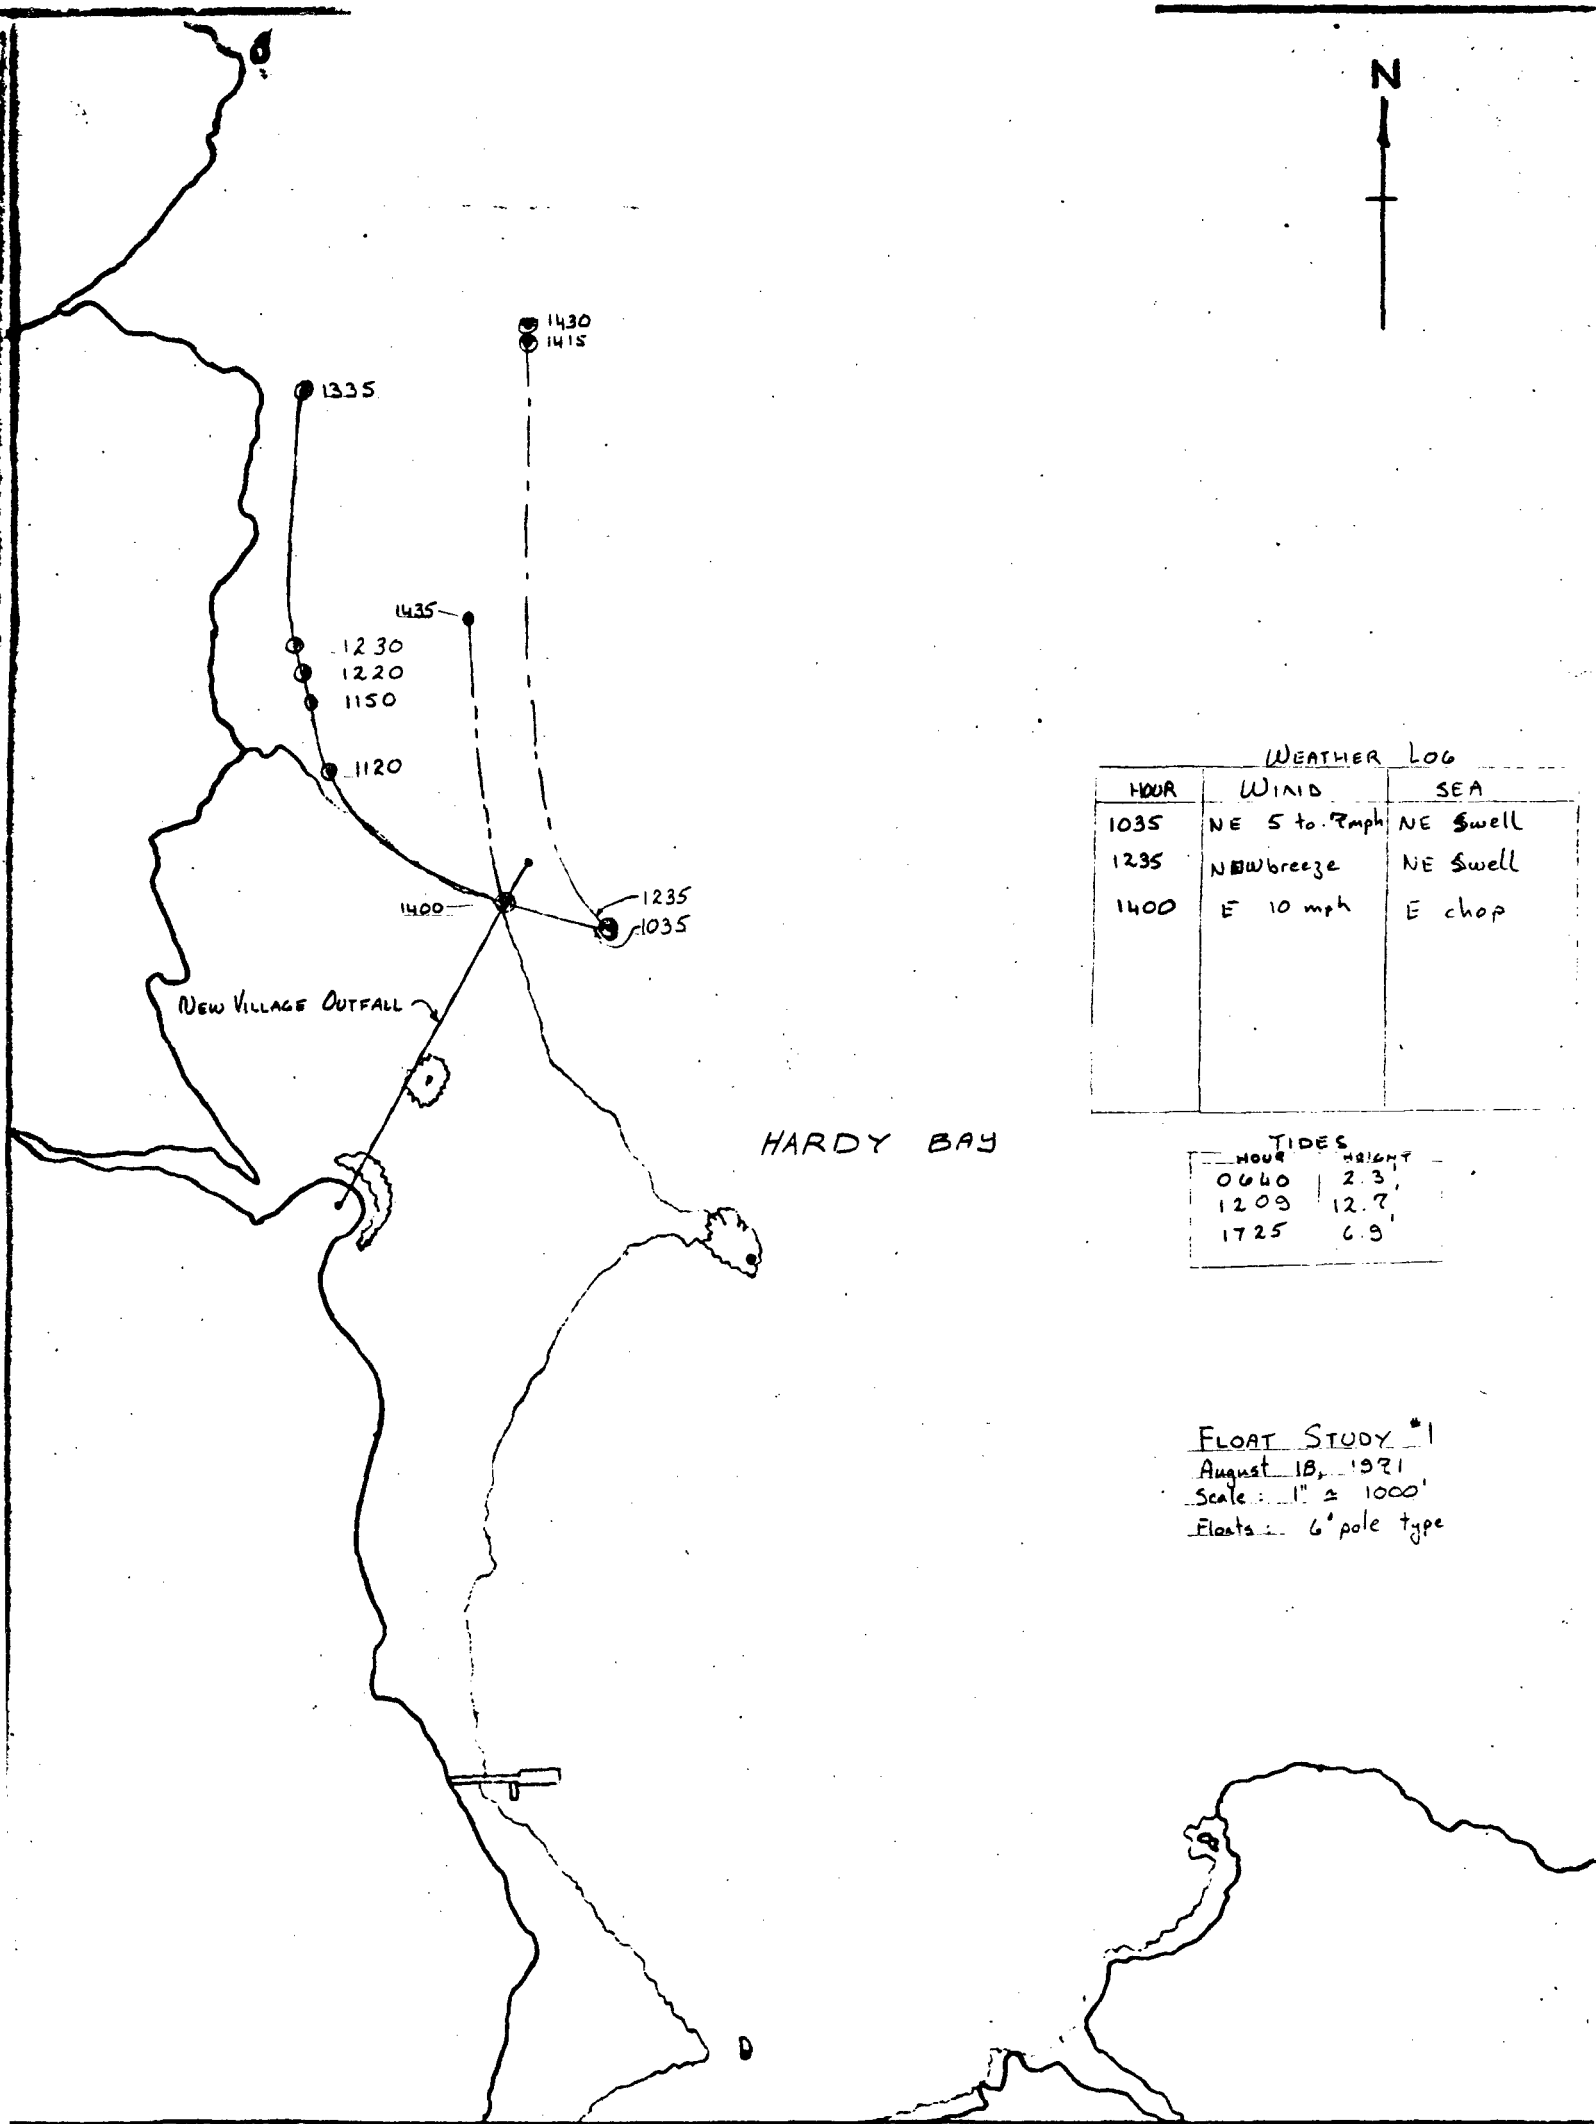 N
1430
1415
1335
1435
1230
1220
1150
1120
WEATHER LOG
HOUR WIND SEA
1035 NE 5 to 7mph NE Swell
1235 breeze NE Swell
1400 E 10 mph E chop
1235
1400
1035
NEW VILLAGE OUTFALL
HARDY BAY
TIDES
HOUR HEIGHT
0640 2.3'
1209 12.7'
1725 6.9'
FLOAT STUDY #1
August 18, 1971
Scale: 1" ≃ 1000'
Floats: 6' pole type